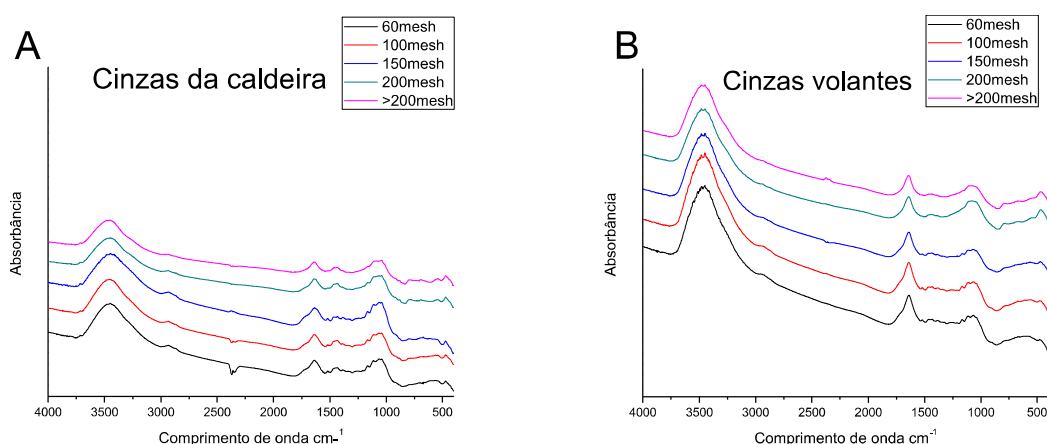 A
Cinzas da caldeira
60mesh
100mesh
150mesh
200mesh
>200mesh
Absorbância
4000 3500 3000 2500 2000 1500 1000 500
Comprimento de onda cm-¹
B
Cinzas volantes
60mesh
100mesh
150mesh
200mesh
>200mesh
Absorbância
4000 3500 3000 2500 2000 1500 1000 500
Comprimento de onda cm-¹